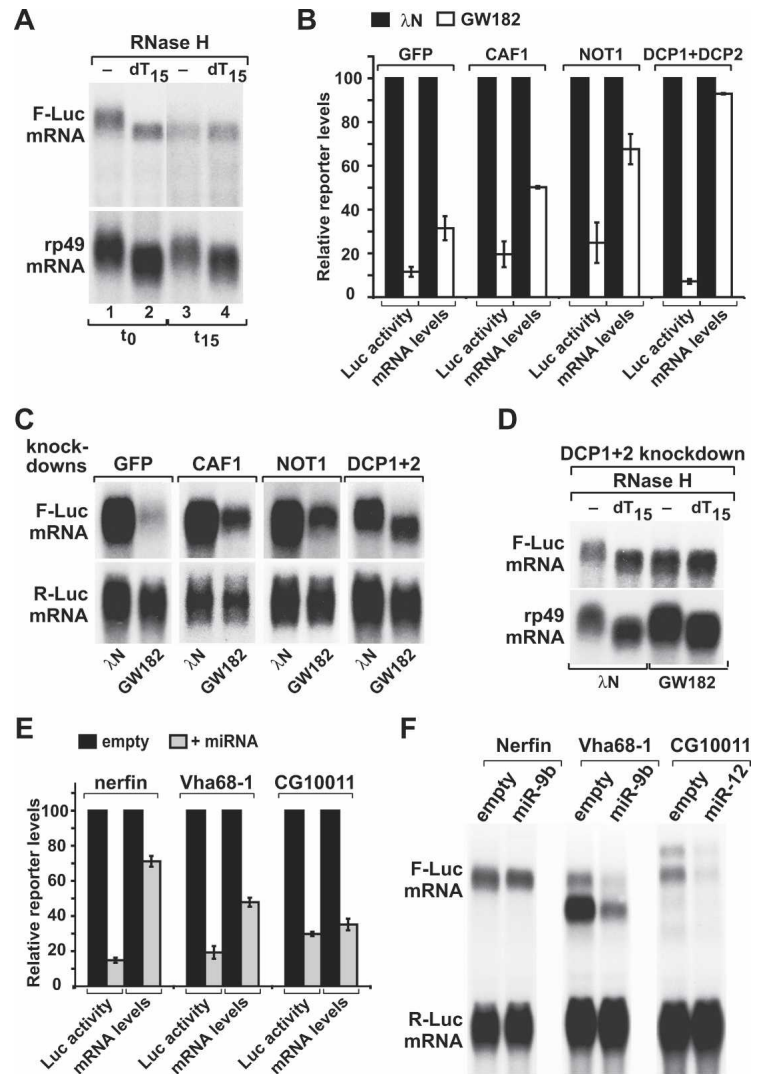 A
RNase H
– dT15 – dT15
F-Luc
mRNA
rp49
mRNA
1 2 3 4
t0 t15
B
λN GW182
GFP CAF1 NOT1 DCP1+DCP2
Relative reporter levels
100
80
60
40
20
0
Luc activity
mRNA levels
Luc activity
mRNA levels
Luc activity
mRNA levels
Luc activity
mRNA levels
C
knock-
downs
GFP CAF1 NOT1 DCP1+2
F-Luc
mRNA
R-Luc
mRNA
λN GW182 λN GW182 λN GW182 λN GW182
D
DCP1+2 knockdown
RNase H
– dT15 – dT15
F-Luc
mRNA
rp49
mRNA
λN GW182
E
empty + miRNA
nerfin Vha68-1 CG10011
Relative reporter levels
100
80
60
40
20
0
Luc activity
mRNA levels
Luc activity
mRNA levels
Luc activity
mRNA levels
F
Nerfin Vha68-1 CG10011
empty miR-9b empty miR-9b empty miR-12
F-Luc
mRNA
R-Luc
mRNA